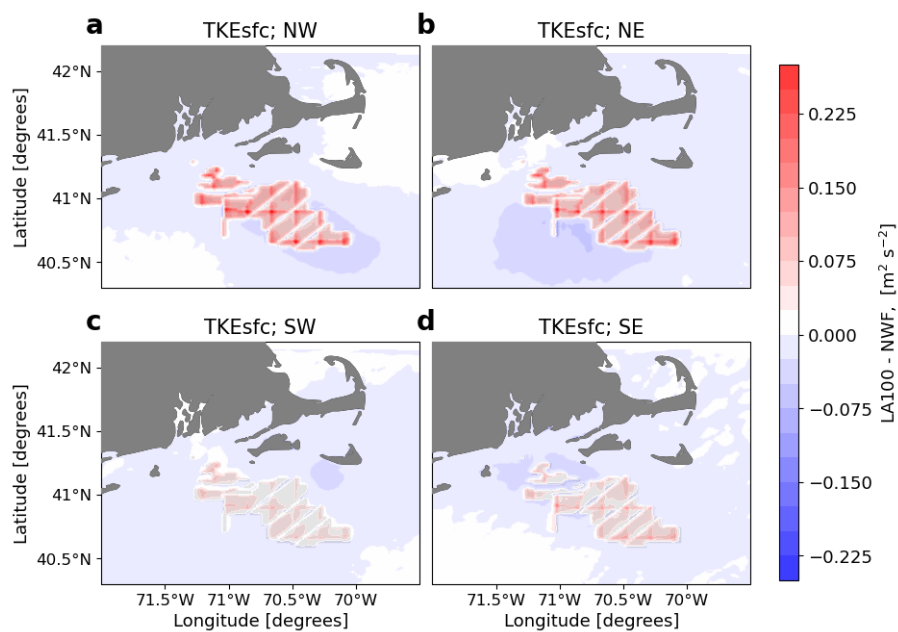 a TKEsfc; NW
b TKEsfc; NE
42°N
41.5°N
41°N
40.5°N
Latitude [degrees]
c TKEsfc; SW
d TKEsfc; SE
42°N
41.5°N
41°N
40.5°N
Latitude [degrees]
71.5°W 71°W 70.5°W 70°W
71.5°W 71°W 70.5°W 70°W
Longitude [degrees]
Longitude [degrees]
0.225
0.150
0.075
0.000
−0.075
−0.150
−0.225
LA100 - NWF, [m² s⁻²]